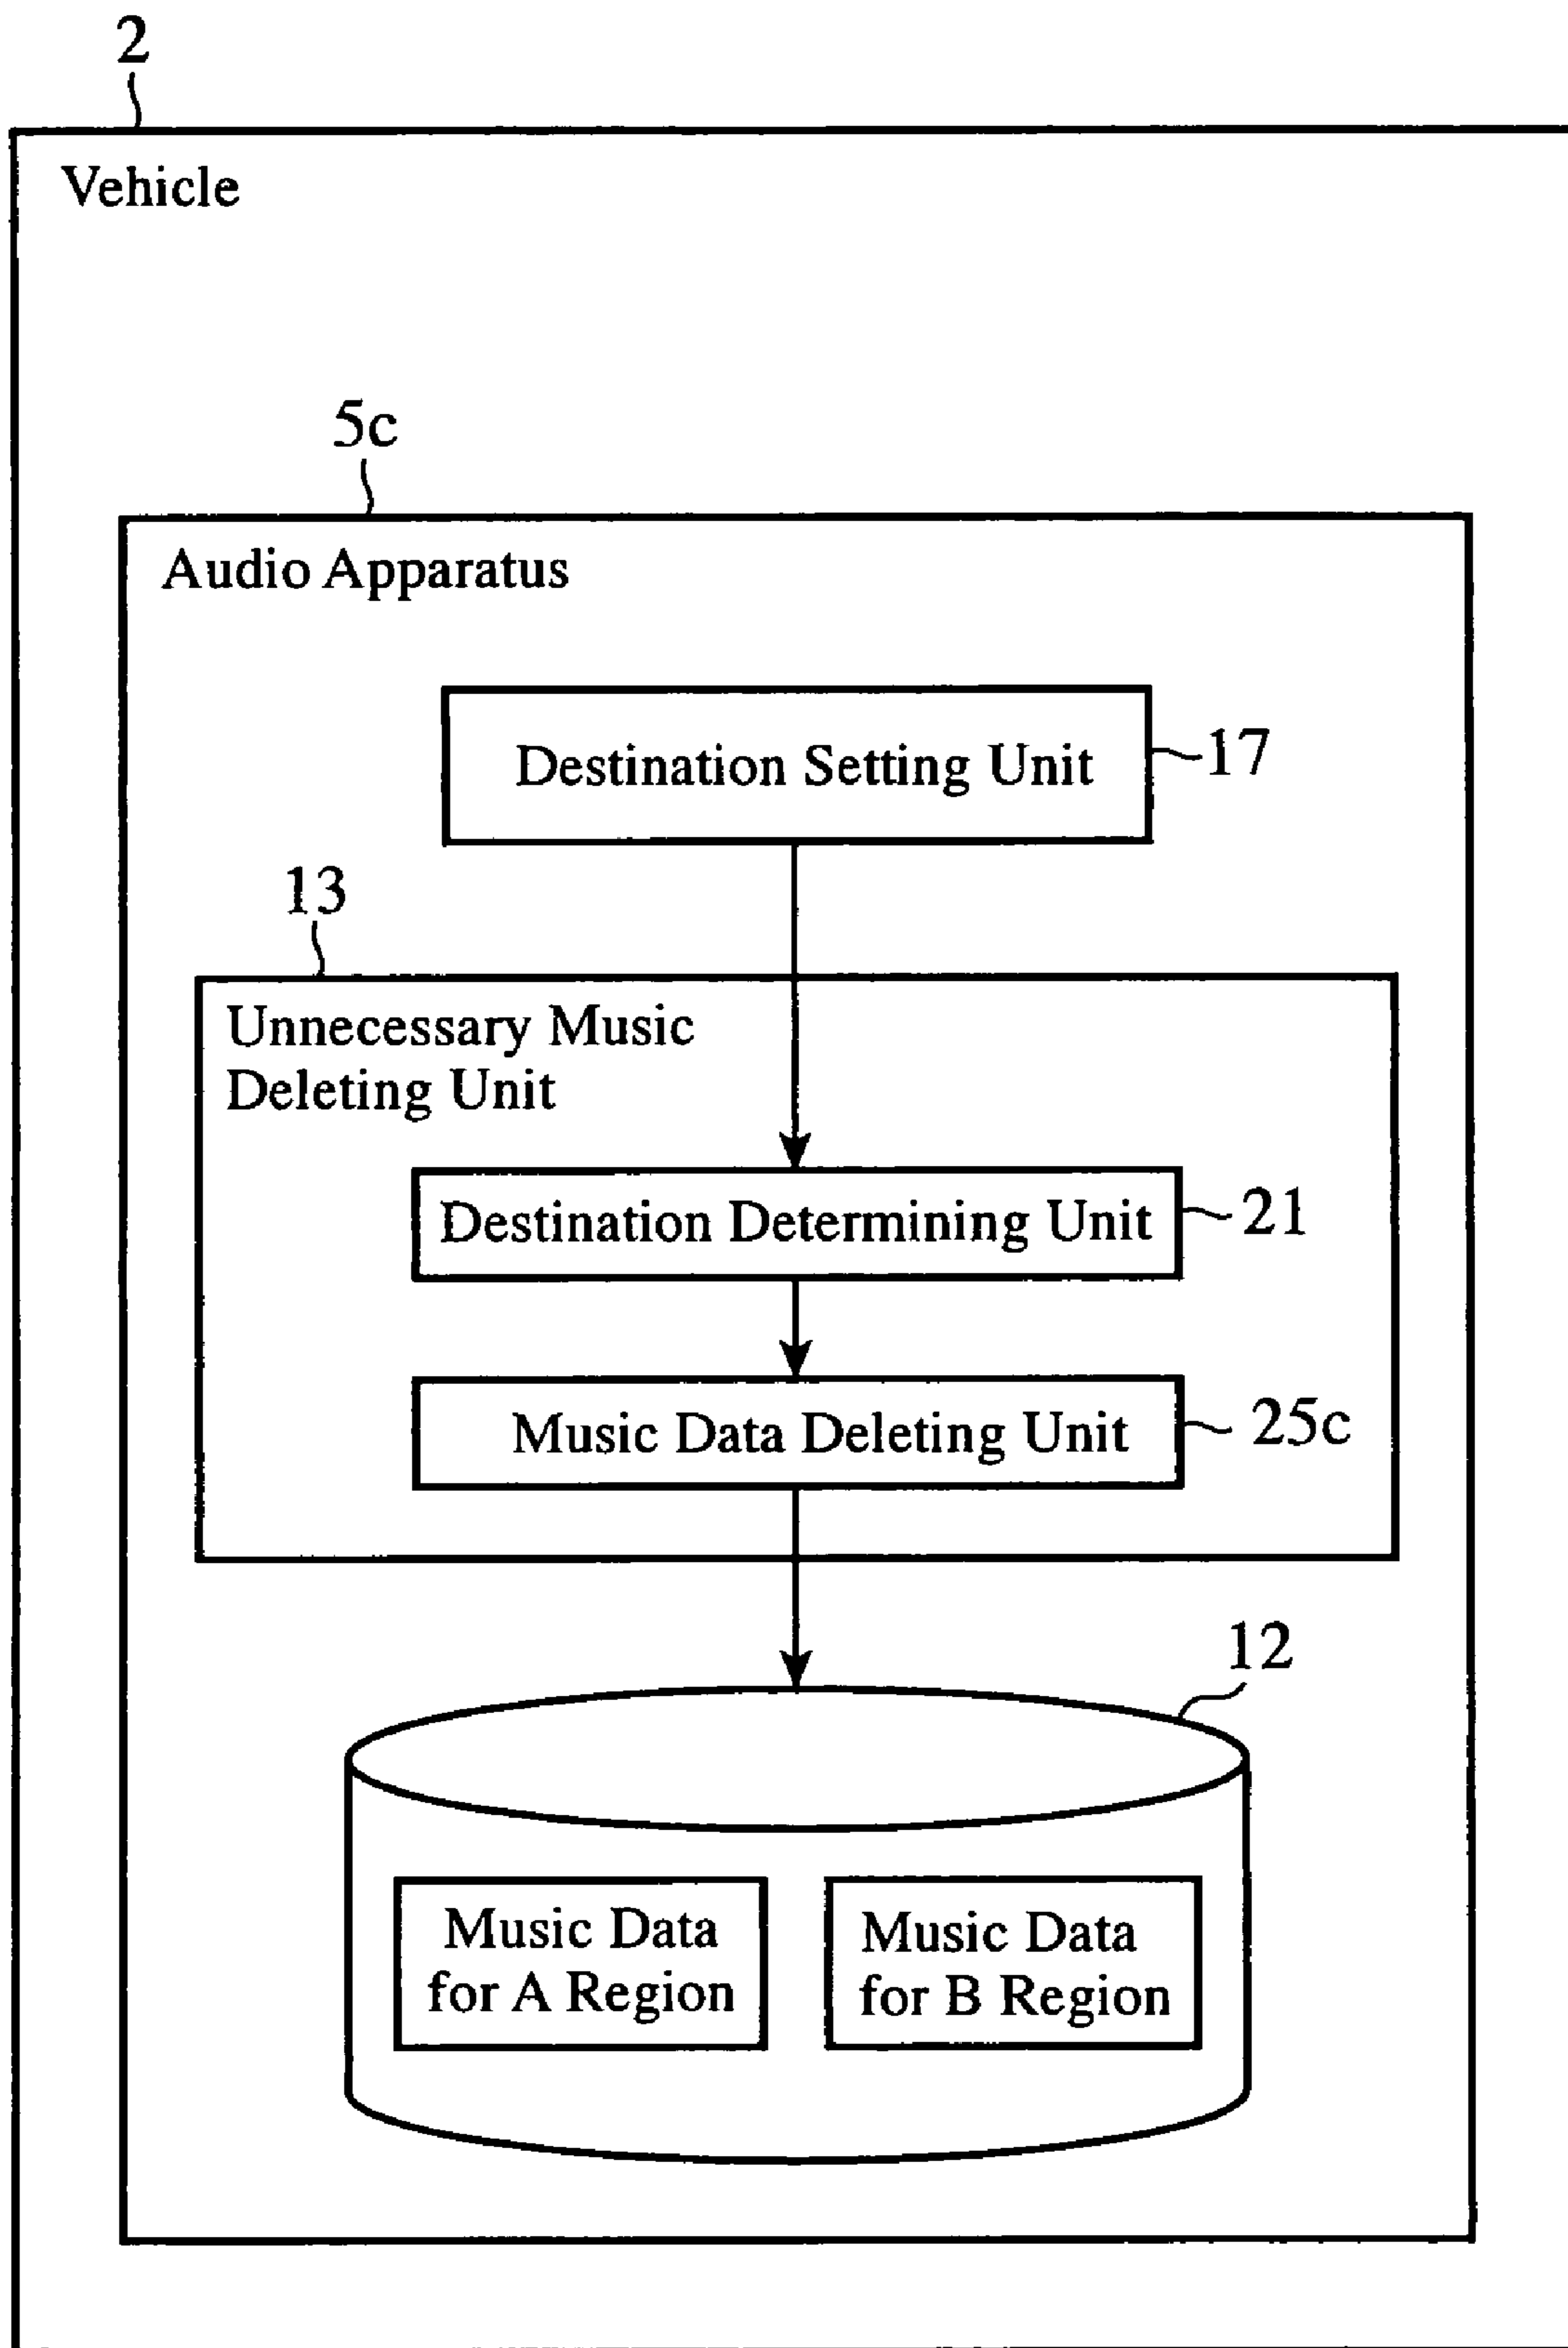 2
Vehicle
5c
Audio Apparatus
Destination Setting Unit
17
13
Unnecessary Music
Deleting Unit
Destination Determining Unit
21
Music Data Deleting Unit
25c
12
Music Data
for A Region
Music Data
for B Region